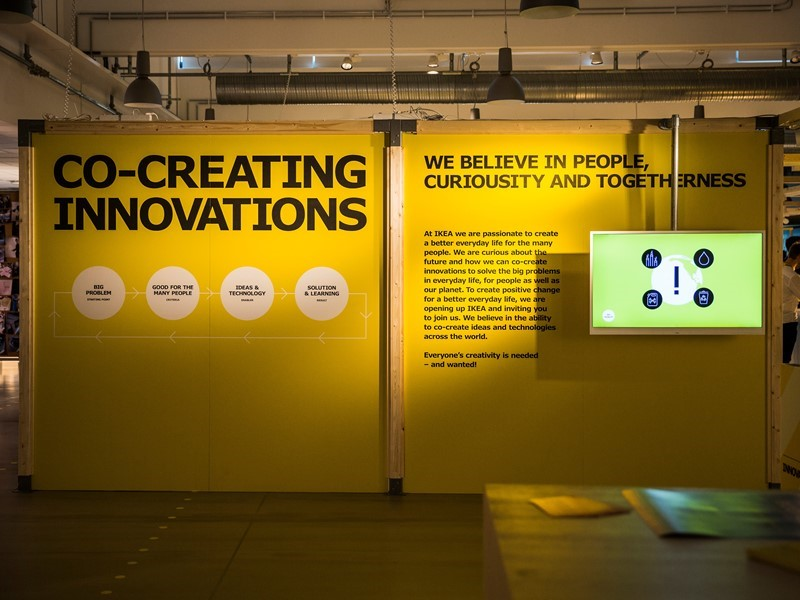 CO-CREATING
INNOVATIONS
BIG
PROBLEM
STARTING POINT
GOOD FOR THE
MANY PEOPLE
CRITERIA
IDEAS &
TECHNOLOGY
ENABLER
SOLUTION
& LEARNING
RESULT
WE BELIEVE IN PEOPLE,
CURIOUSITY AND TOGETHERNESS
At IKEA we are passionate to create
a better everyday life for the many
people. We are curious about the
future and how we can co-create
innovations to solve the big problems
in everyday life, for people as well as
our planet. To create positive change
for a better everyday life, we are
opening up IKEA and inviting you
to join us. We believe in the ability
to co-create ideas and technologies
across the world.
Everyone's creativity is needed
– and wanted!
!